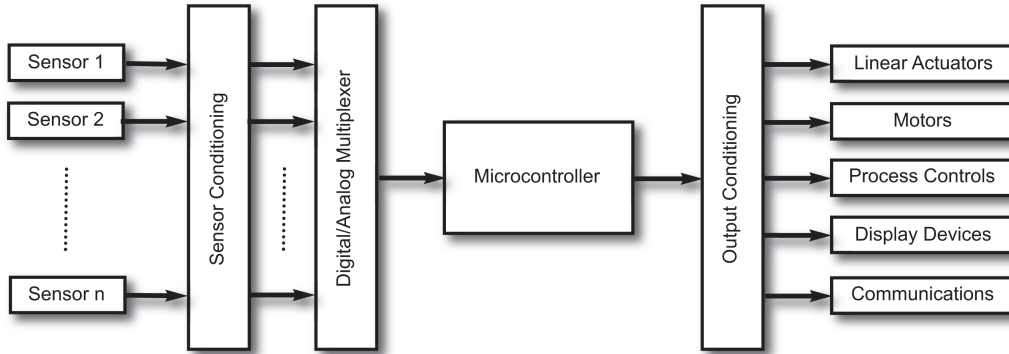 Sensor 1
Sensor 2
Sensor n
Sensor Conditioning
Digital/Analog Multiplexer
Microcontroller
Output Conditioning
Linear Actuators
Motors
Process Controls
Display Devices
Communications